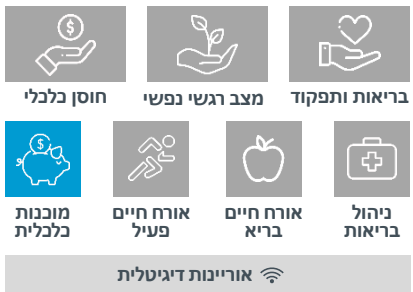 בריאות ותפקוד
מצב רגשי נפשי
חוסן כלכלי
ניהול
בריאות
אורח חיים
בריא
אורח חיים
פעיל
מוכנות
כלכלית
אוריינות דיגיטלית